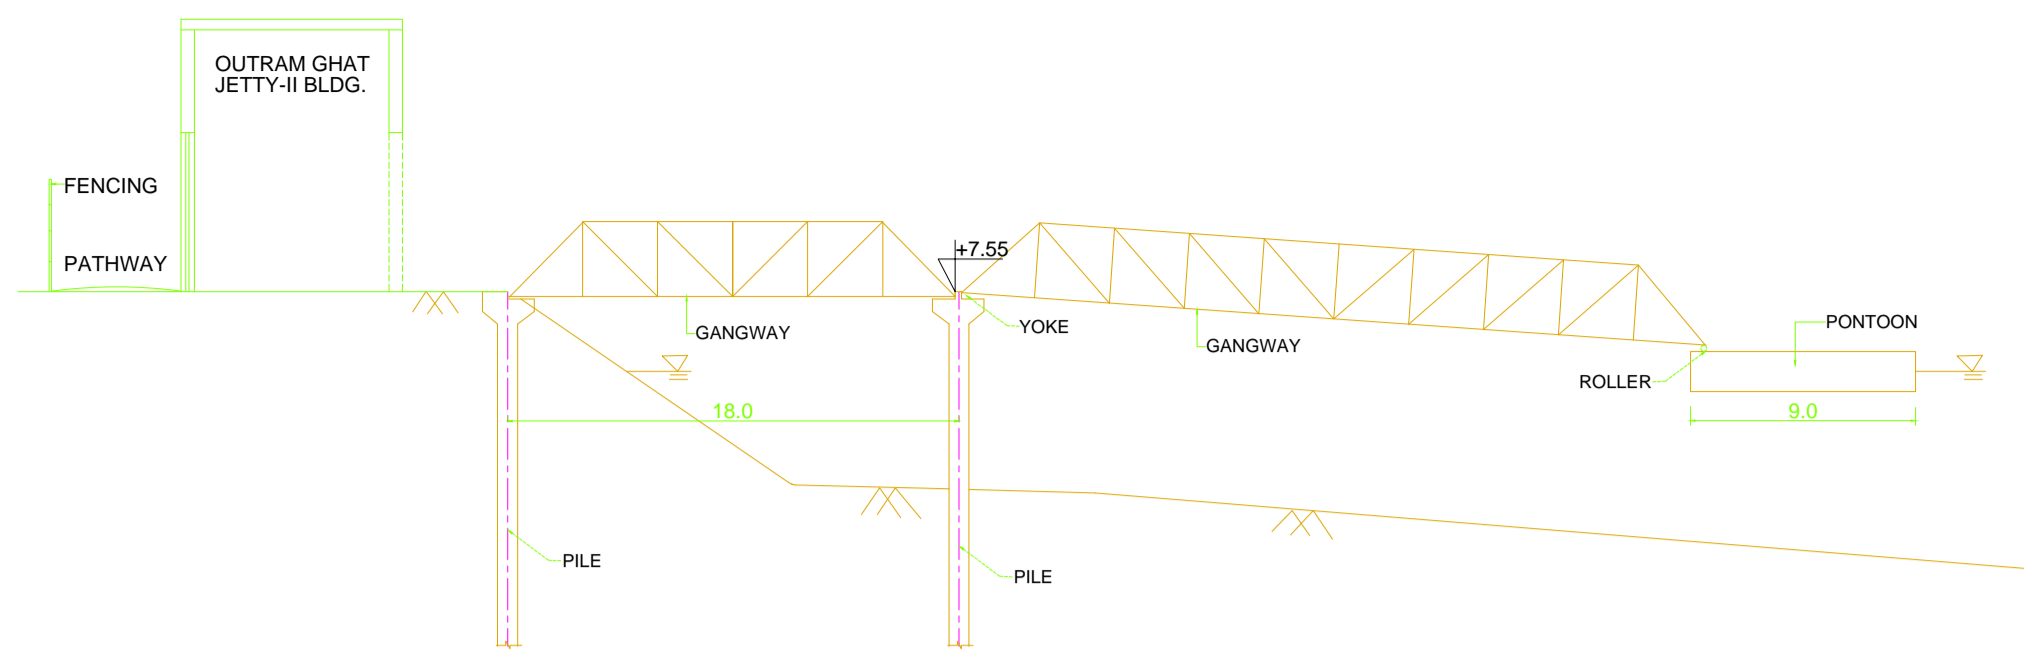 OUTRAM GHAT
JETTY-II BLDG.
FENCING
PATHWAY
+7.55
GANGWAY
YOKE
GANGWAY
PONTOON
ROLLER
18.0
9.0
PILE
PILE